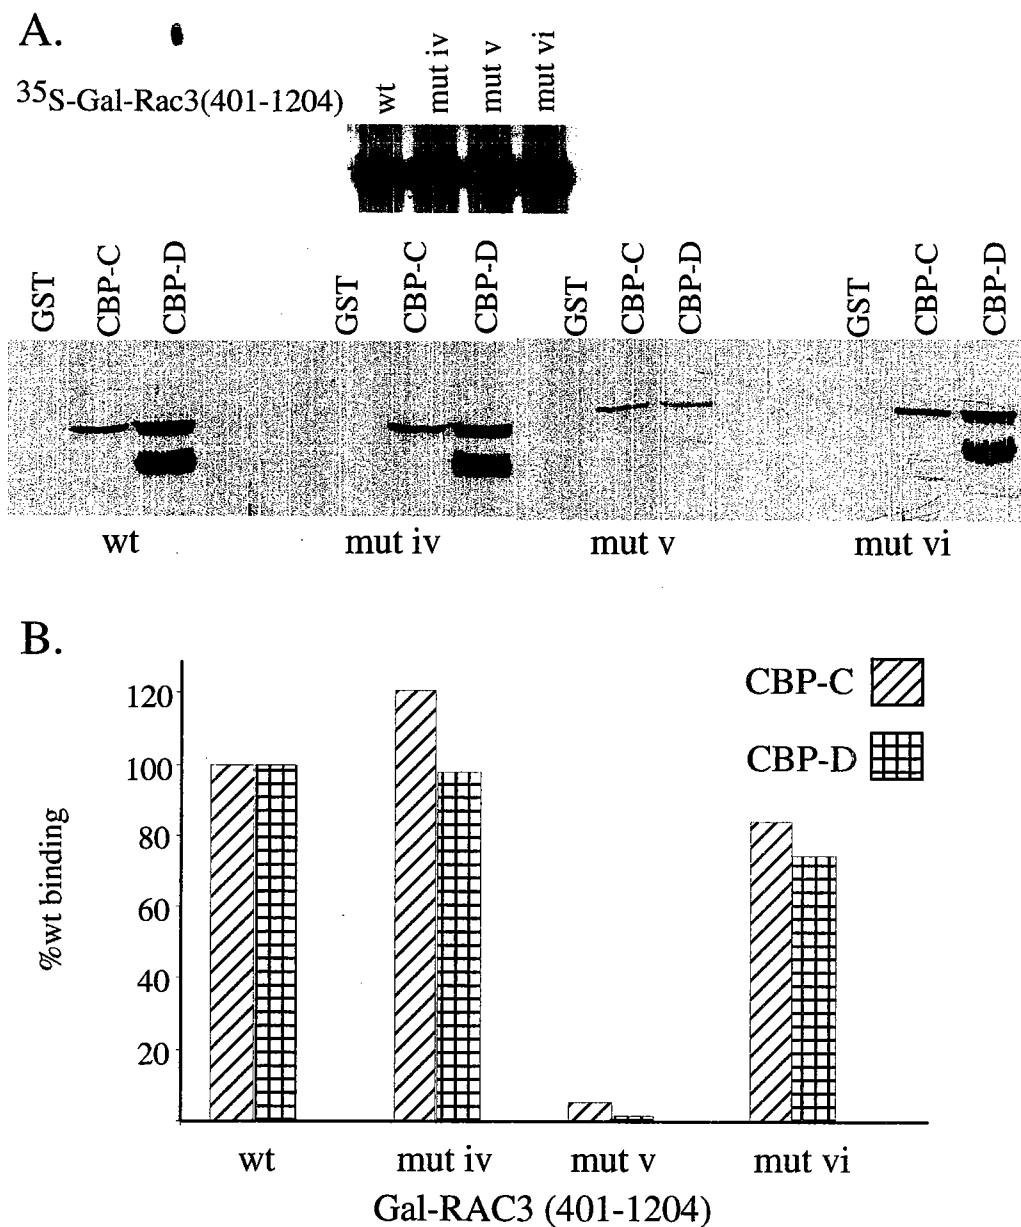 A.
35S-Gal-Rac3(401-1204)
wt
mut iv
mut v
mut vi
GST
CBP-C
CBP-D
GST
CBP-C
CBP-D
GST
CBP-C
CBP-D
GST
CBP-C
CBP-D
wt
mut iv
mut v
mut vi
B.
CBP-C
CBP-D
%wt binding
120
100
80
60
40
20
wt
mut iv
mut v
mut vi
Gal-RAC3 (401-1204)